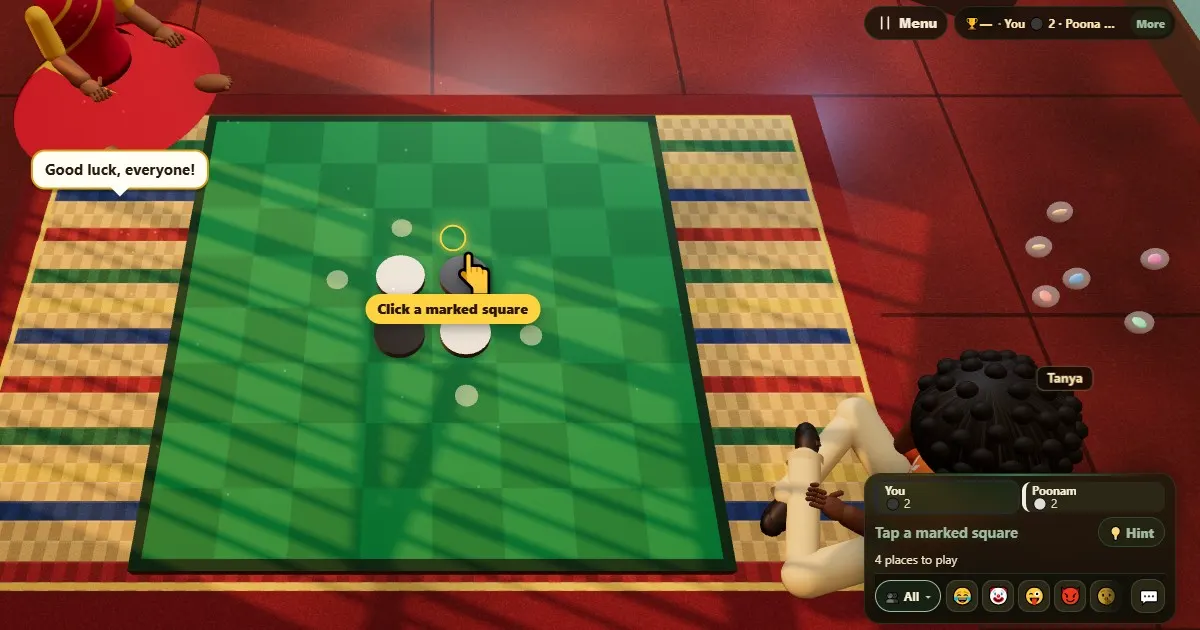 Menu
— · You 2 · Poona ...
More
Good luck, everyone!
Click a marked square
Tanya
You
2
Poonam
2
Tap a marked square
Hint
4 places to play
All